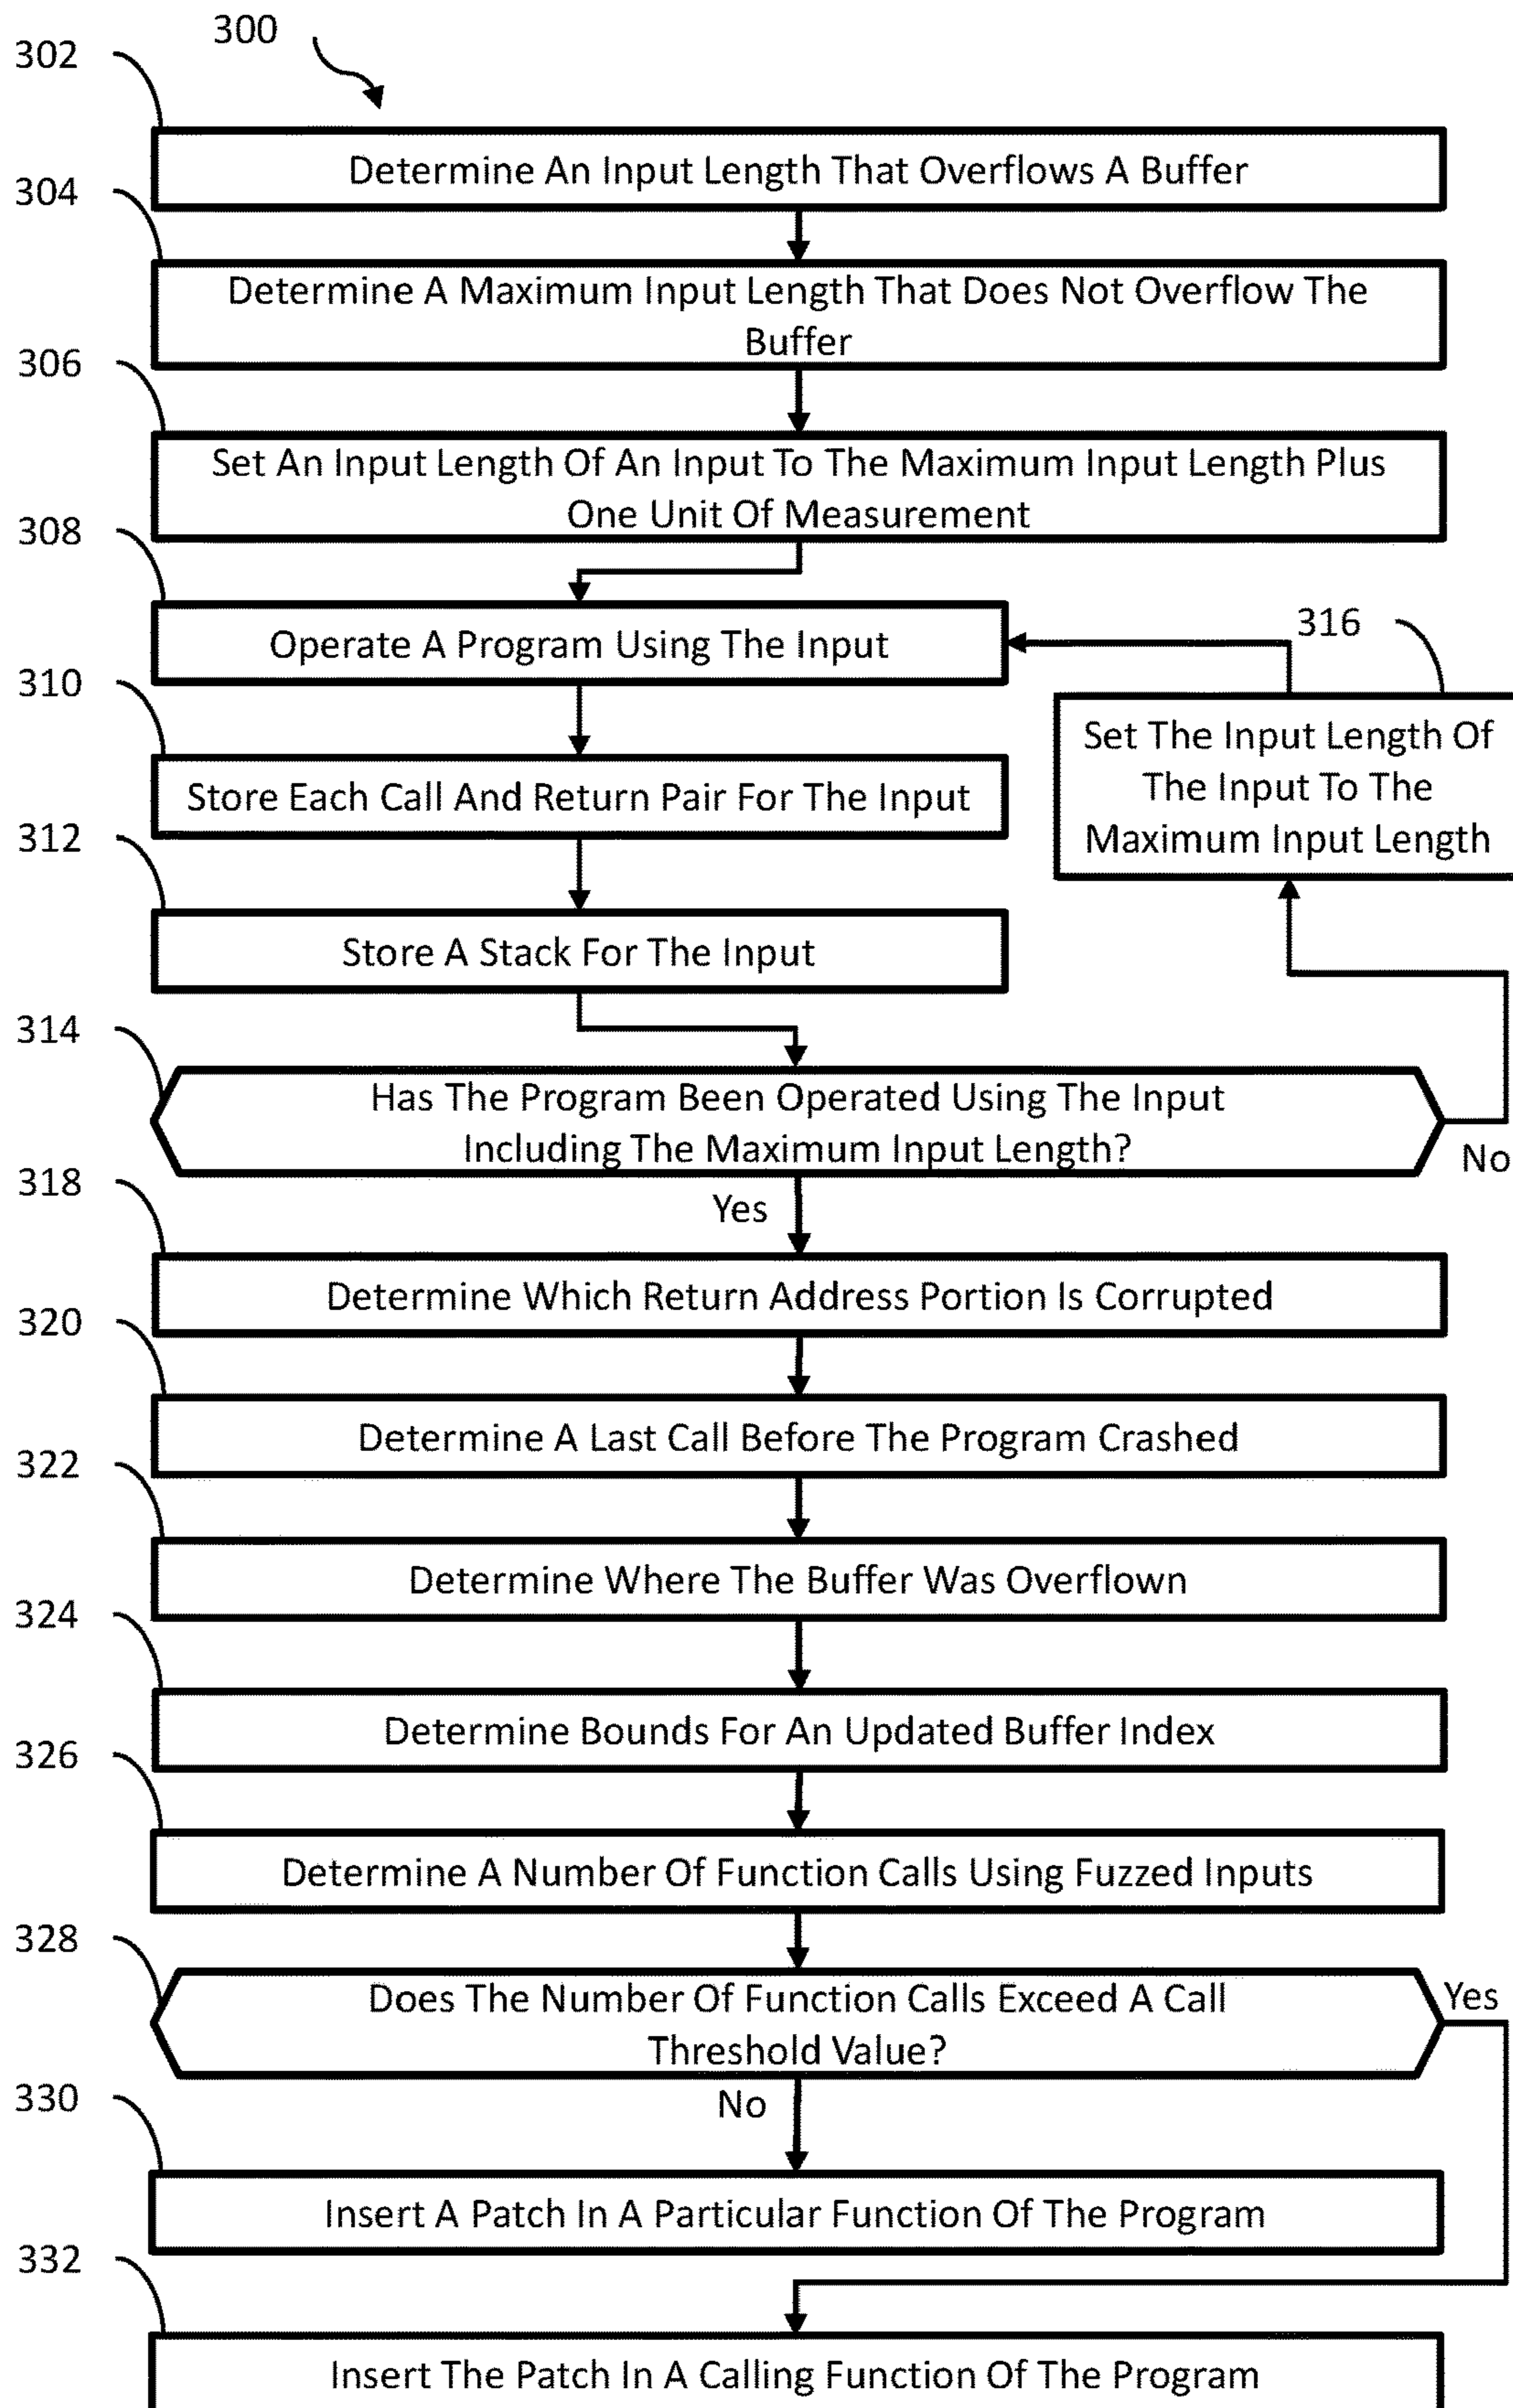 300
302
Determine An Input Length That Overflows A Buffer
304
Determine A Maximum Input Length That Does Not Overflow The
Buffer
306
Set An Input Length Of An Input To The Maximum Input Length Plus
One Unit Of Measurement
308
Operate A Program Using The Input
316
Set The Input Length Of
The Input To The
Maximum Input Length
310
Store Each Call And Return Pair For The Input
312
Store A Stack For The Input
314
Has The Program Been Operated Using The Input
Including The Maximum Input Length?
No
Yes
318
Determine Which Return Address Portion Is Corrupted
320
Determine A Last Call Before The Program Crashed
322
Determine Where The Buffer Was Overflown
324
Determine Bounds For An Updated Buffer Index
326
Determine A Number Of Function Calls Using Fuzzed Inputs
328
Does The Number Of Function Calls Exceed A Call
Threshold Value?
Yes
No
330
Insert A Patch In A Particular Function Of The Program
332
Insert The Patch In A Calling Function Of The Program